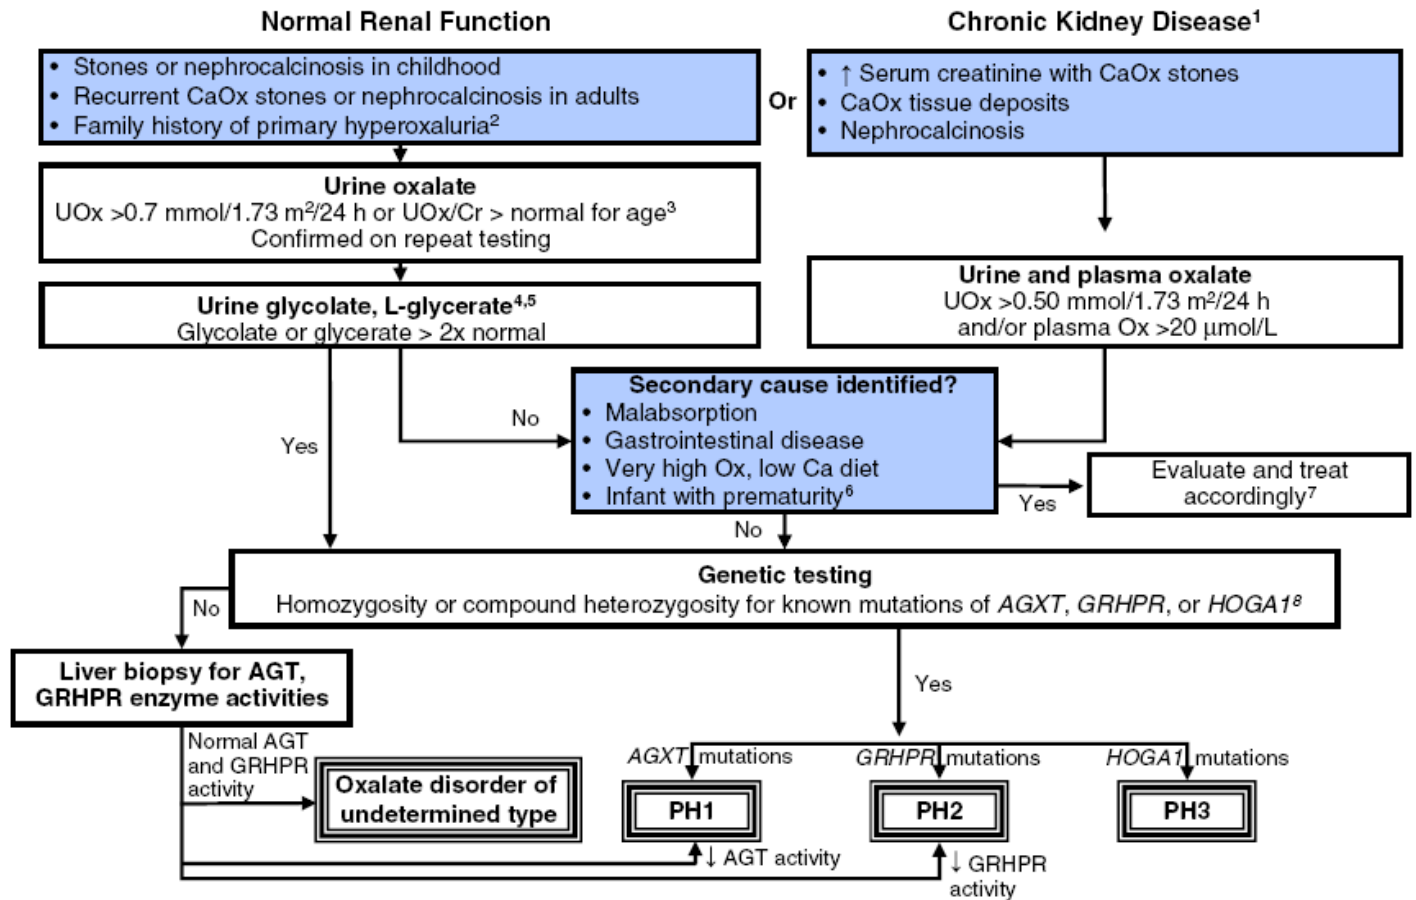 Normal Renal Function
Chronic Kidney Disease¹
• Stones or nephrocalcinosis in childhood
• Recurrent CaOx stones or nephrocalcinosis in adults
• Family history of primary hyperoxaluria²
Or
• ↑ Serum creatinine with CaOx stones
• CaOx tissue deposits
• Nephrocalcinosis
Urine oxalate
UOx >0.7 mmol/1.73 m²/24 h or UOx/Cr > normal for age³
Confirmed on repeat testing
Urine glycolate, L-glycerate⁴,⁵
Glycolate or glycerate > 2x normal
Urine and plasma oxalate
UOx >0.50 mmol/1.73 m²/24 h
and/or plasma Ox >20 μmol/L
Yes
No
Secondary cause identified?
• Malabsorption
• Gastrointestinal disease
• Very high Ox, low Ca diet
• Infant with prematurity⁶
Yes
Evaluate and treat
accordingly⁷
No
Genetic testing
Homozygosity or compound heterozygosity for known mutations of AGXT, GRHPR, or HOGA1⁸
No
Yes
Liver biopsy for AGT,
GRHPR enzyme activities
Normal AGT
and GRHPR
activity
Oxalate disorder of
undetermined type
AGXT mutations
GRHPR mutations
HOGA1 mutations
PH1
PH2
PH3
↓ AGT activity
↓ GRHPR
activity